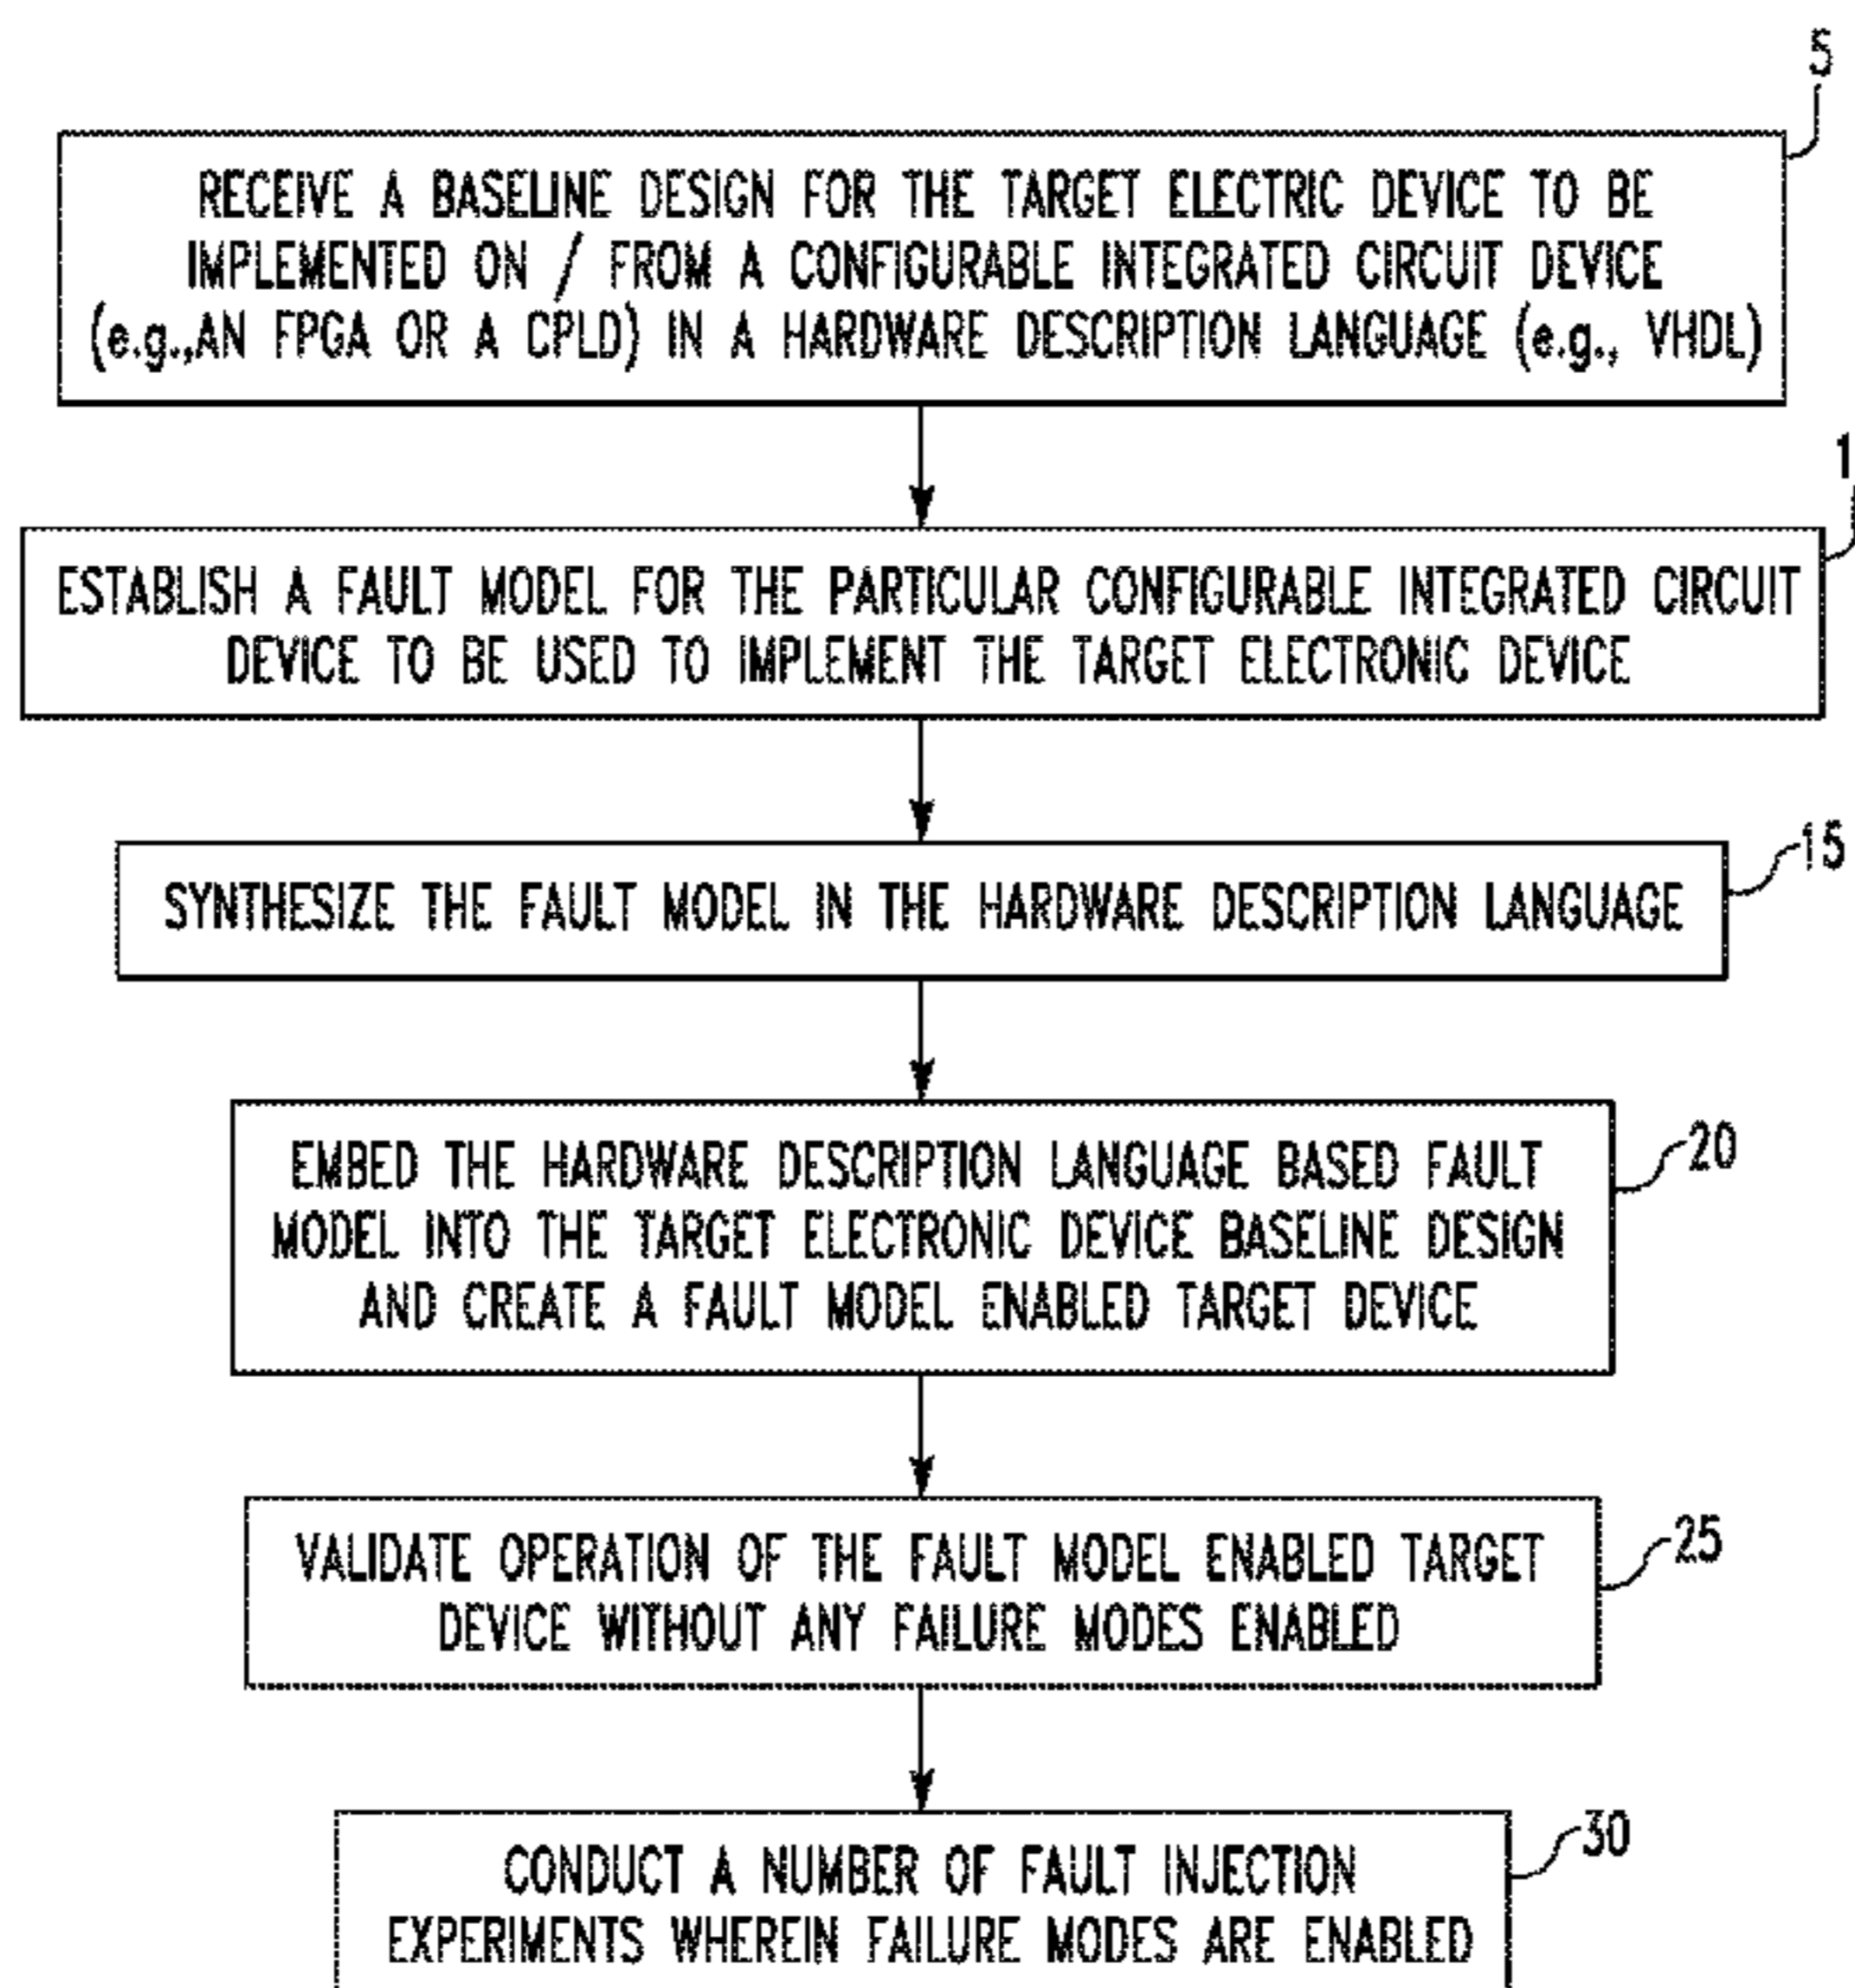 5
RECEIVE A BASELINE DESIGN FOR THE TARGET ELECTRIC DEVICE TO BE
IMPLEMENTED ON / FROM A CONFIGURABLE INTEGRATED CIRCUIT DEVICE
(e.g.,AN FPGA OR A CPLD) IN A HARDWARE DESCRIPTION LANGUAGE (e.g., VHDL)
1
ESTABLISH A FAULT MODEL FOR THE PARTICULAR CONFIGURABLE INTEGRATED CIRCUIT
DEVICE TO BE USED TO IMPLEMENT THE TARGET ELECTRONIC DEVICE
15
SYNTHESIZE THE FAULT MODEL IN THE HARDWARE DESCRIPTION LANGUAGE
20
EMBED THE HARDWARE DESCRIPTION LANGUAGE BASED FAULT
MODEL INTO THE TARGET ELECTRONIC DEVICE BASELINE DESIGN
AND CREATE A FAULT MODEL ENABLED TARGET DEVICE
25
VALIDATE OPERATION OF THE FAULT MODEL ENABLED TARGET
DEVICE WITHOUT ANY FAILURE MODES ENABLED
30
CONDUCT A NUMBER OF FAULT INJECTION
EXPERIMENTS WHEREIN FAILURE MODES ARE ENABLED